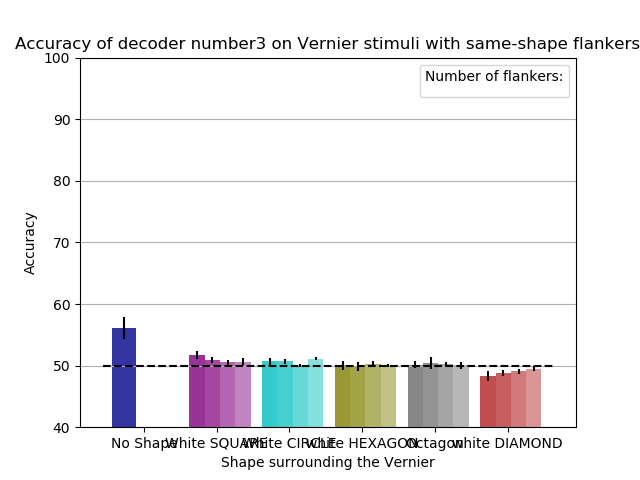 Accuracy of decoder number3 on Vernier stimuli with same-shape flankers
Number of flankers:
100
90
80
70
60
50
40
Accuracy
No Shape
White SQUARE
White CIRCLE
white HEXAGON
Octagon
white DIAMOND
Shape surrounding the Vernier